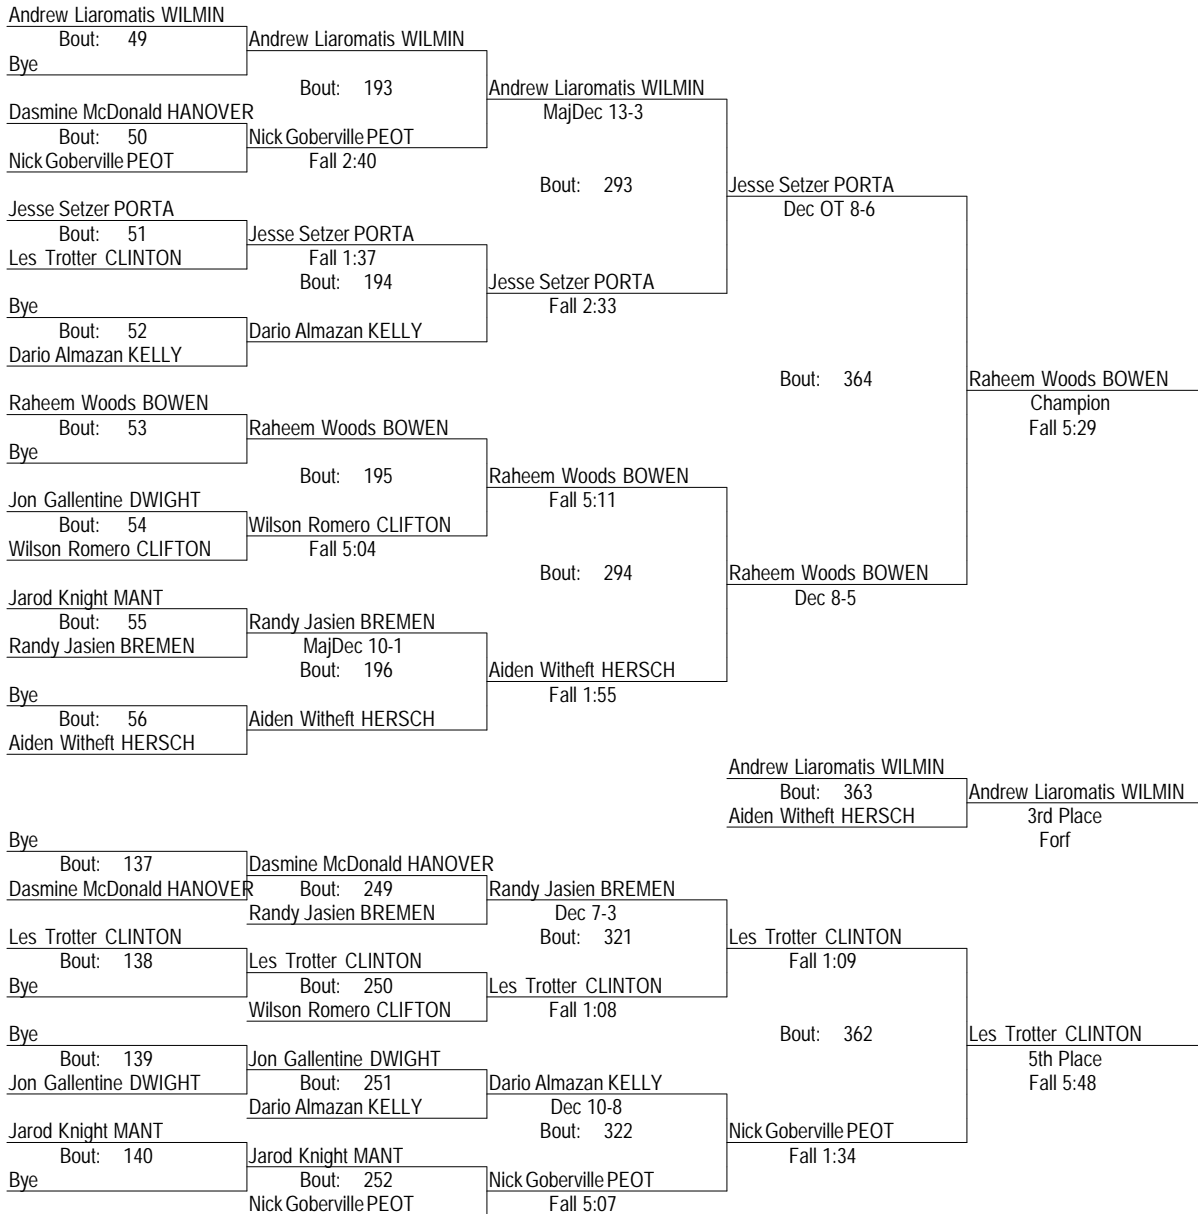 Andrew Liaromatis WILMIN
Bout: 49
Andrew Liaromatis WILMIN
Bye
Bout: 193
Andrew Liaromatis WILMIN
Dasmine McDonald HANOVER
MajDec 13-3
Bout: 50
Nick Goberville PEOT
Nick Goberville PEOT
Fall 2:40
Bout: 293
Jesse Setzer PORTA
Jesse Setzer PORTA
Dec OT 8-6
Bout: 51
Jesse Setzer PORTA
Les Trotter CLINTON
Fall 1:37
Bout: 194
Jesse Setzer PORTA
Bye
Fall 2:33
Bout: 52
Dario Almazan KELLY
Dario Almazan KELLY
Bout: 364
Raheem Woods BOWEN
Raheem Woods BOWEN
Champion
Bout: 53
Raheem Woods BOWEN
Fall 5:29
Bye
Bout: 195
Raheem Woods BOWEN
Jon Gallentine DWIGHT
Fall 5:11
Bout: 54
Wilson Romero CLIFTON
Wilson Romero CLIFTON
Fall 5:04
Bout: 294
Raheem Woods BOWEN
Jarod Knight MANT
Dec 8-5
Bout: 55
Randy Jasien BREMEN
Randy Jasien BREMEN
MajDec 10-1
Bout: 196
Aiden Witheft HERSCH
Bye
Fall 1:55
Bout: 56
Aiden Witheft HERSCH
Aiden Witheft HERSCH
Andrew Liaromatis WILMIN
Bout: 363
Andrew Liaromatis WILMIN
Aiden Witheft HERSCH
3rd Place
Forf
Bye
Bout: 137
Dasmine McDonald HANOVER
Dasmine McDonald HANOVER
Bout: 249
Randy Jasien BREMEN
Randy Jasien BREMEN
Dec 7-3
Les Trotter CLINTON
Bout: 321
Les Trotter CLINTON
Bout: 138
Les Trotter CLINTON
Fall 1:09
Bye
Bout: 250
Les Trotter CLINTON
Wilson Romero CLIFTON
Fall 1:08
Bye
Bout: 362
Les Trotter CLINTON
Bout: 139
Jon Gallentine DWIGHT
5th Place
Jon Gallentine DWIGHT
Bout: 251
Dario Almazan KELLY
Fall 5:48
Dario Almazan KELLY
Dec 10-8
Jarod Knight MANT
Bout: 322
Nick Goberville PEOT
Bout: 140
Jarod Knight MANT
Fall 1:34
Bye
Bout: 252
Nick Goberville PEOT
Nick Goberville PEOT
Fall 5:07